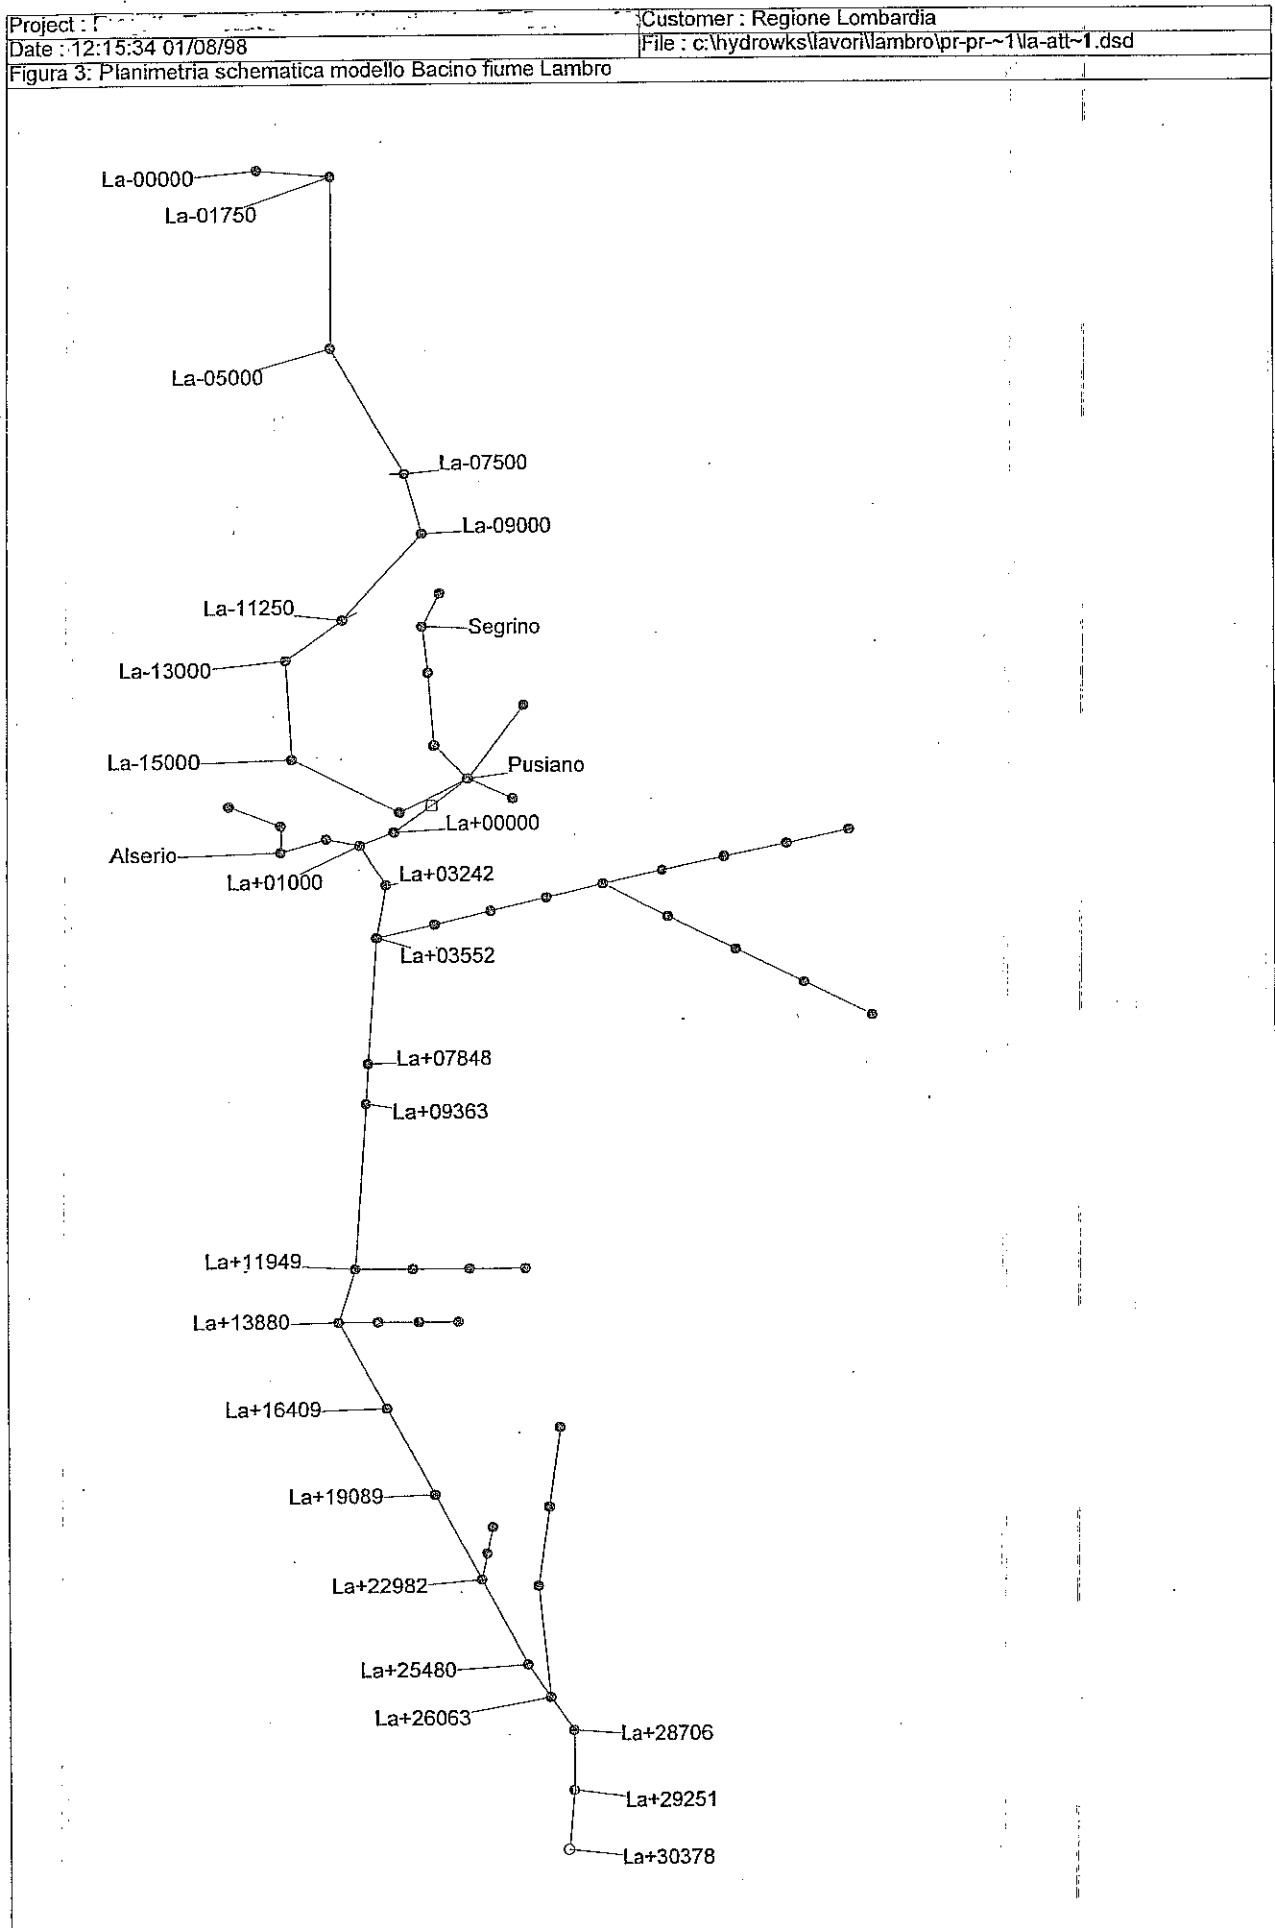 Project :
Customer : Regione Lombardia
Date : 12:15:34 01/08/98
File : c:\hydrowks\lavori\lambro\pr-pr-~1\la-att~1.dsd
Figura 3: Planimetria schematica modello Bacino fiume Lambro
La-00000
La-01750
La-05000
La-07500
La-09000
La-11250
Segrino
La-13000
La-15000
Pusiano
La+00000
Alserio
La+01000
La+03242
La+03552
La+07848
La+09363
La+11949
La+13880
La+16409
La+19089
La+22982
La+25480
La+26063
La+28706
La+29251
La+30378